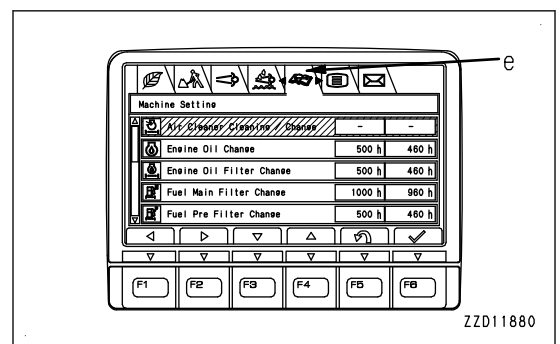 e
Machine Setting
Air Cleaner Cleaning / Change - -
Engine Oil Change 500 h 460 h
Engine Oil Filter Change 500 h 460 h
Fuel Main Filter Change 1000 h 960 h
Fuel Pre Filter Change 500 h 460 h
F1 F2 F3 F4 F5 F6
ZZD11880